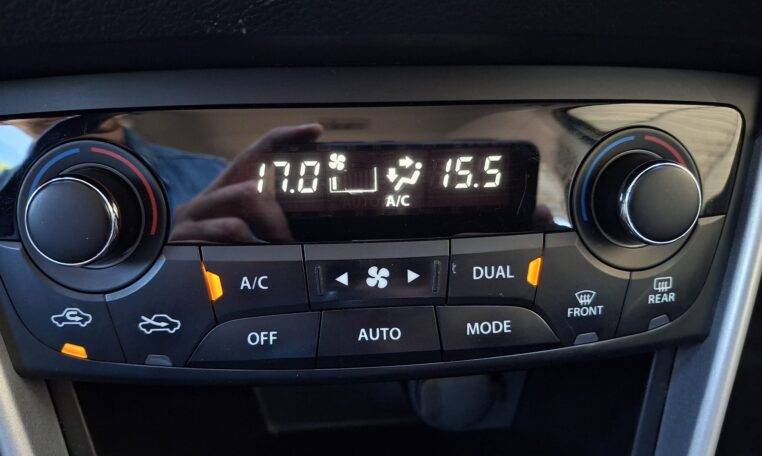 17.0 15.5
A/C
A/C DUAL
OFF AUTO MODE
FRONT REAR